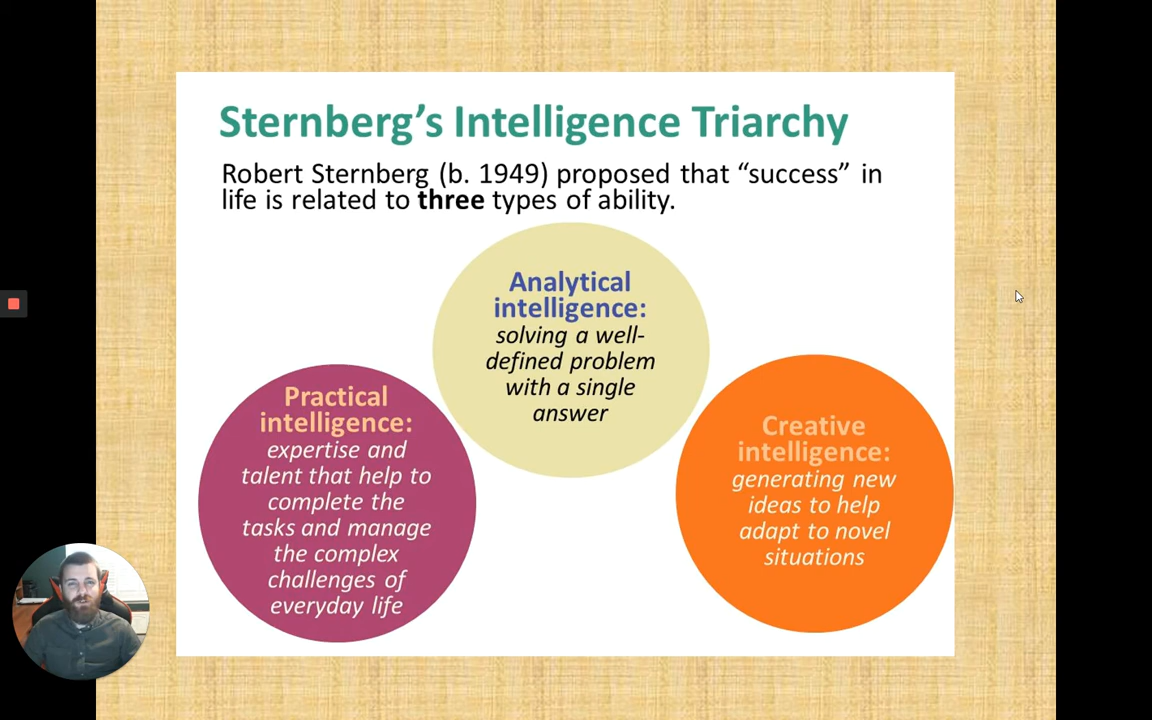 Sternberg’s Intelligence Triarchy
Robert Sternberg (b. 1949) proposed that “success” in
life is related to three types of ability.
Analytical
intelligence:
solving a well-
defined problem
with a single
answer
Practical
intelligence:
expertise and
talent that help to
complete the
tasks and manage
the complex
challenges of
everyday life
Creative
intelligence:
generating new
ideas to help
adapt to novel
situations